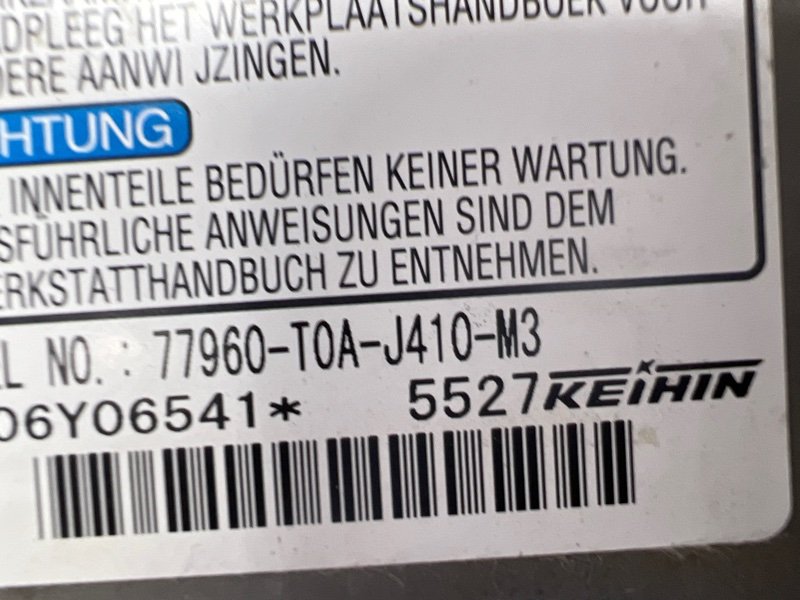 DPLEEG HET WERKPLAATSHANDBOEK VOOR
DERE AANWI JZINGEN.
HTUNG
INNENTEILE BEDÜRFEN KEINER WARTUNG.
SFÜHRLICHE ANWEISUNGEN SIND DEM
ERKSTATTHANDBUCH ZU ENTNEHMEN.
L NO. : 77960-T0A-J410-M3
06Y06541* 5527 KEIHIN